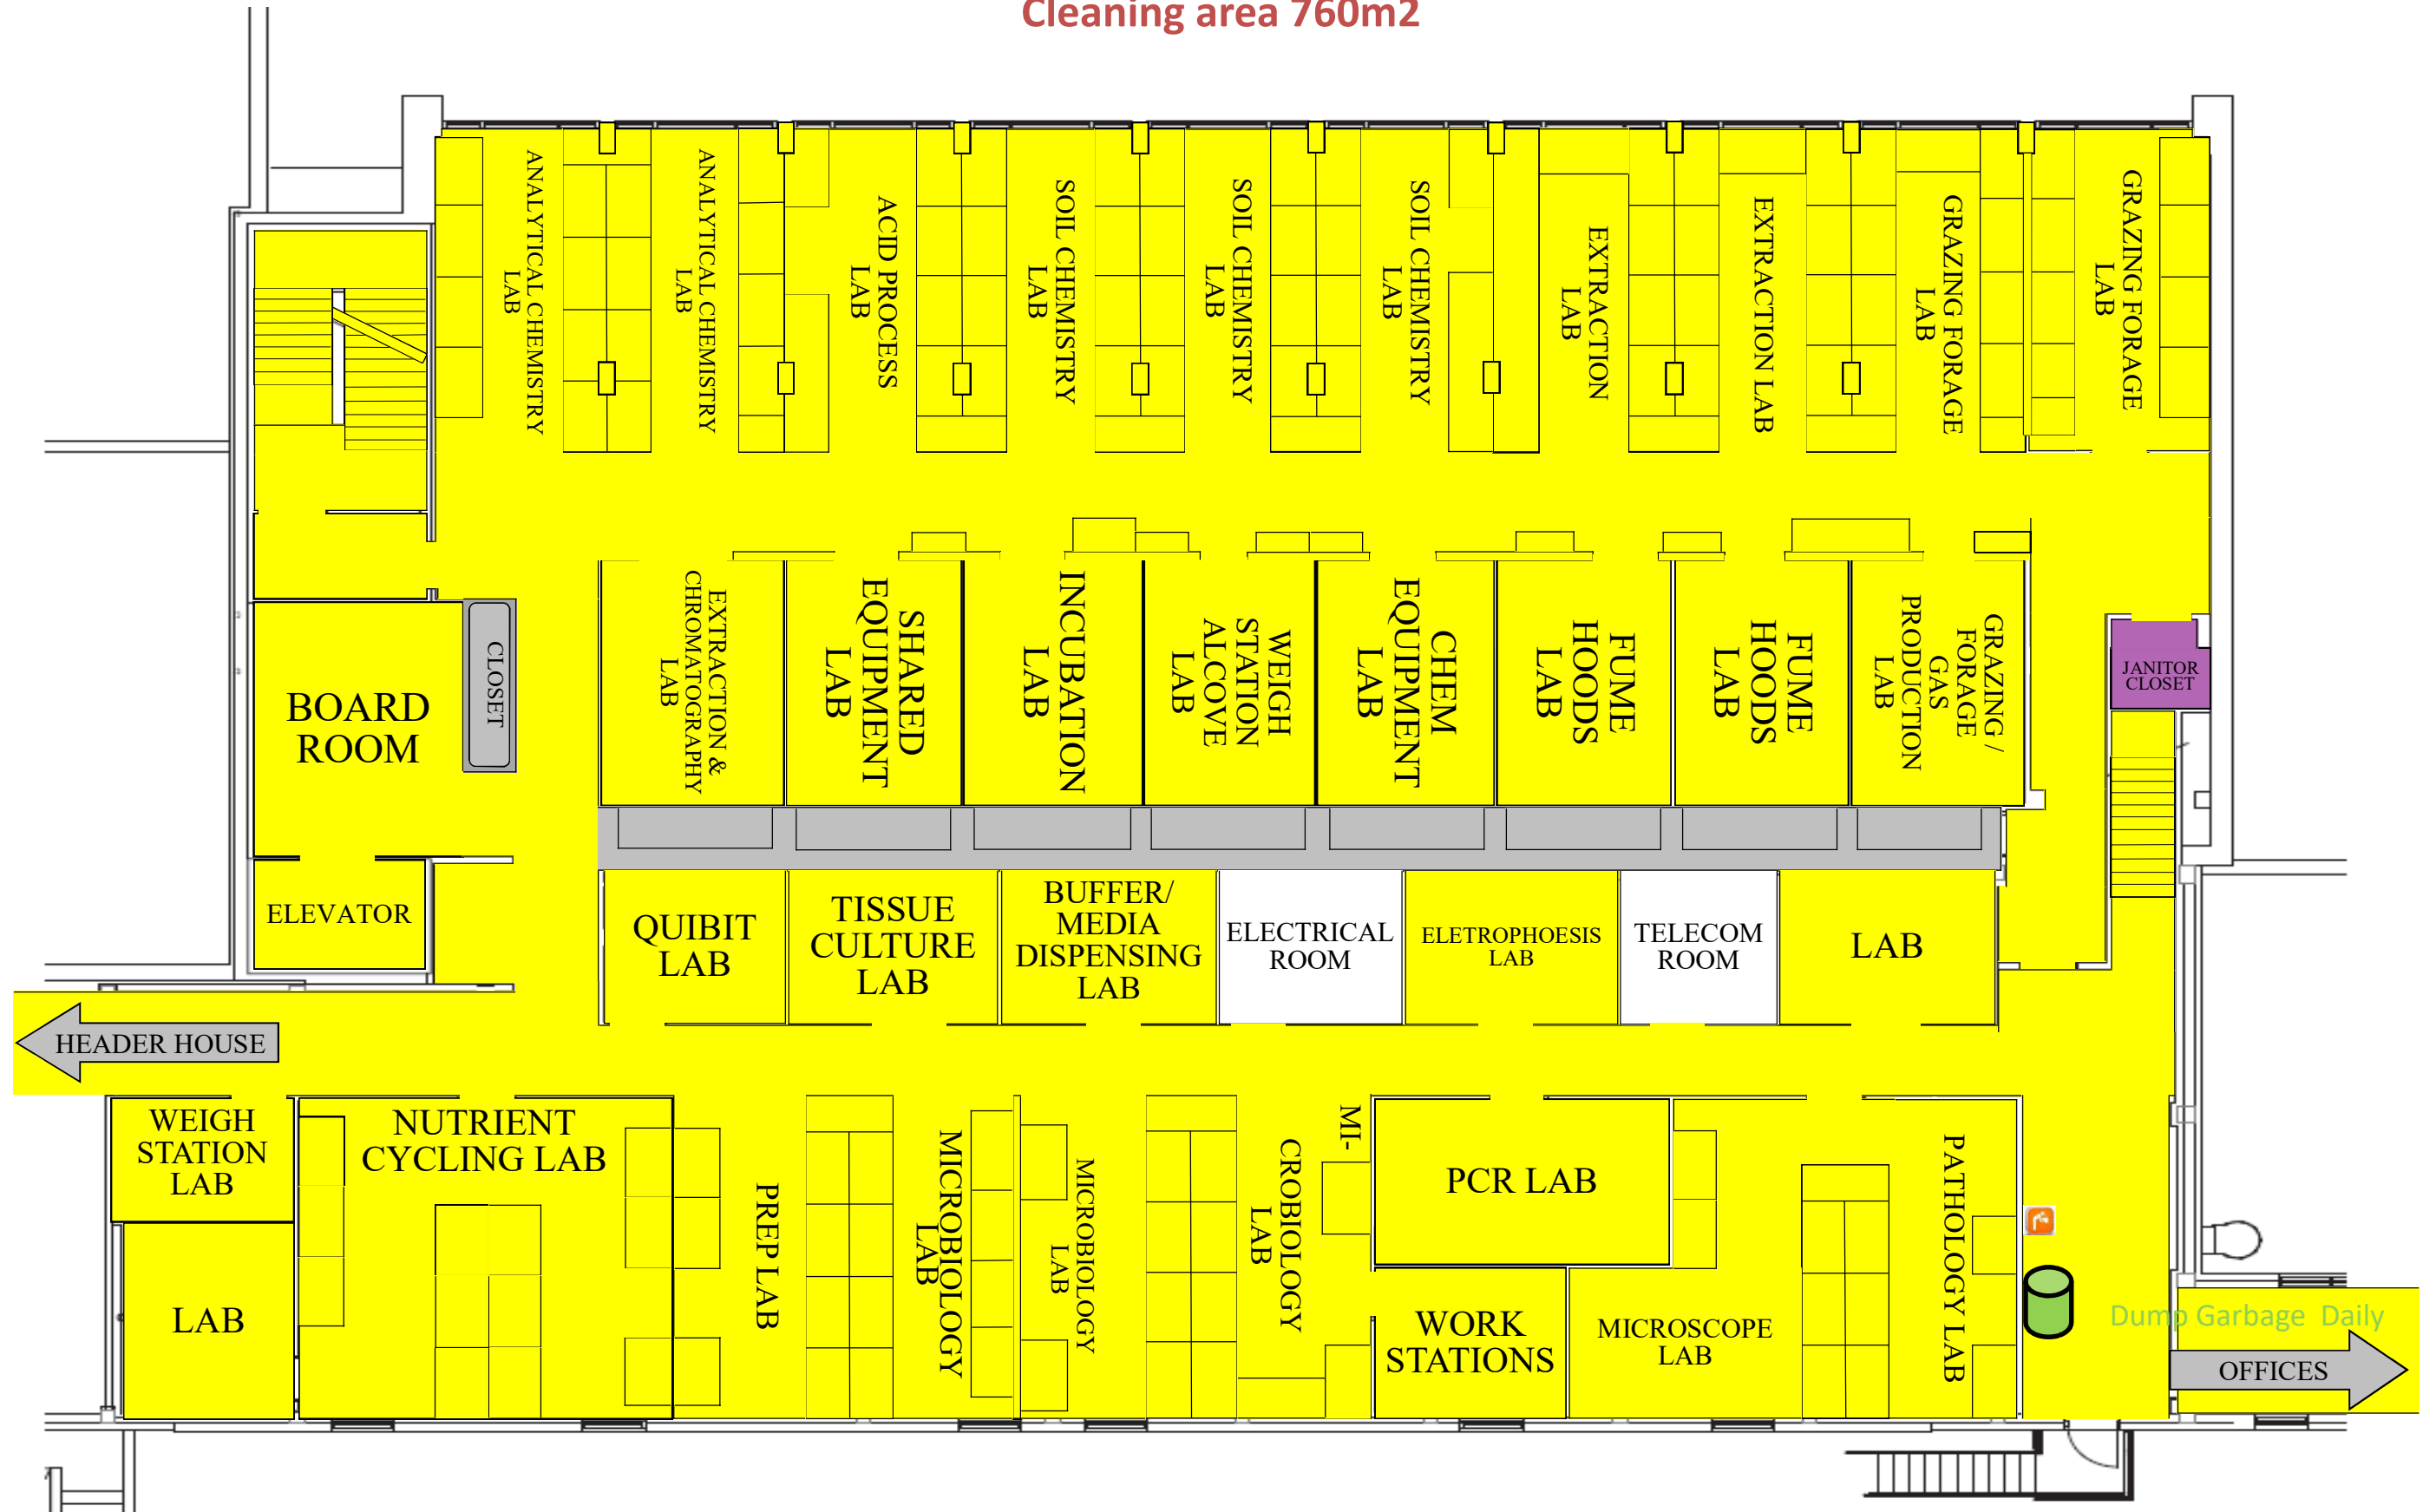 Cleaning area 760m2
ANALYTICAL CHEMISTRY
LAB
ANALYTICAL CHEMISTRY
LAB
ACID PROCESS
LAB
SOIL CHEMISTRY
LAB
SOIL CHEMISTRY
LAB
SOIL CHEMISTRY
LAB
EXTRACTION
LAB
EXTRACTION LAB
GRAZING FORAGE
LAB
GRAZING FORAGE
LAB
BOARD
ROOM
CLOSET
EXTRACTION &
CHROMATOGRAPHY
LAB
SHARED
EQUIPMENT
LAB
INCUBATION
LAB
WEIGH
STATION
ALCOVE
LAB
CHEM
EQUIPMENT
LAB
FUME
HOODS
LAB
FUME
HOODS
LAB
GRAZING /
FORAGE
GAS
PRODUCTION
LAB
JANITOR
CLOSET
ELEVATOR
QUIBIT
LAB
TISSUE
CULTURE
LAB
BUFFER/
MEDIA
DISPENSING
LAB
ELECTRICAL
ROOM
ELETROPHOESIS
LAB
TELECOM
ROOM
LAB
HEADER HOUSE
WEIGH
STATION
LAB
NUTRIENT
CYCLING LAB
LAB
PREP LAB
MICROBIOLOGY
LAB
MICROBIOLOGY
LAB
MI-
CROBIOLOGY
LAB
PCR LAB
WORK
STATIONS
MICROSCOPE
LAB
PATHOLOGY LAB
Dump Garbage Daily
OFFICES